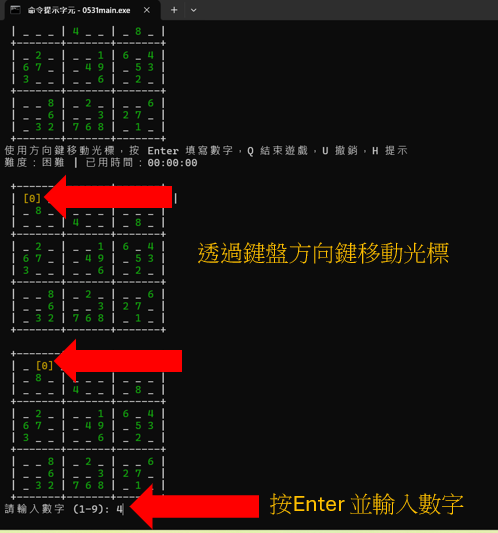 命令提示字元 - 0531main.exe
| _ _ _ | 4 _ _ | _ 8 _ |
+-------+-------+-------+
| _ 2 _ | _ _ 1 | 6 _ 4
| 6 7 _ | _ 4 9 | _ 5 3
| 3 _ _ | _ _ 6 | _ 2 _ |
+-------+-------+-------+
| _ _ 8 | _ 2 _ | _ _ 6
| _ _ 6 | _ _ 3 | 2 7 _ |
| _ 3 2 | 7 6 8 | _ 1 _ |
+-------+-------+-------+
使用方向鍵移動光標，按 Enter 填寫數字，Q 結束遊戲，U 撤銷，H 提示
難度：困難 | 已用時間：00:00:00
| [0]
| _ 8 _ |
| _ _ _ | 4 _ _ | _ 8 _ |
+-------+-------+-------+
| _ 2 _ | _ _ 1 | 6 _ 4
| 6 7 _ | _ 4 9 | _ 5 3
| 3 _ _ | _ _ 6 | _ 2 _ |
+-------+-------+-------+
| _ _ 8 | _ 2 _ | _ _ 6
| _ _ 6 | _ _ 3 | 2 7 _ |
| _ 3 2 | 7 6 8 | _ 1 _ |
+-------+-------+-------+
透過鍵盤方向鍵移動光標
| _ [0]
| _ 8 _ |
| _ _ _ | 4 _ _ | _ 8 _ |
+-------+-------+-------+
| _ 2 _ | _ _ 1 | 6 _ 4
| 6 7 _ | _ 4 9 | _ 5 3
| 3 _ _ | _ _ 6 | _ 2 _ |
+-------+-------+-------+
| _ _ 8 | _ 2 _ | _ _ 6
| _ _ 6 | _ _ 3 | 2 7 _ |
| _ 3 2 | 7 6 8 | _ 1 _ |
+-------+-------+-------+
請輸入數字 (1-9): 4
按Enter 並輸入數字